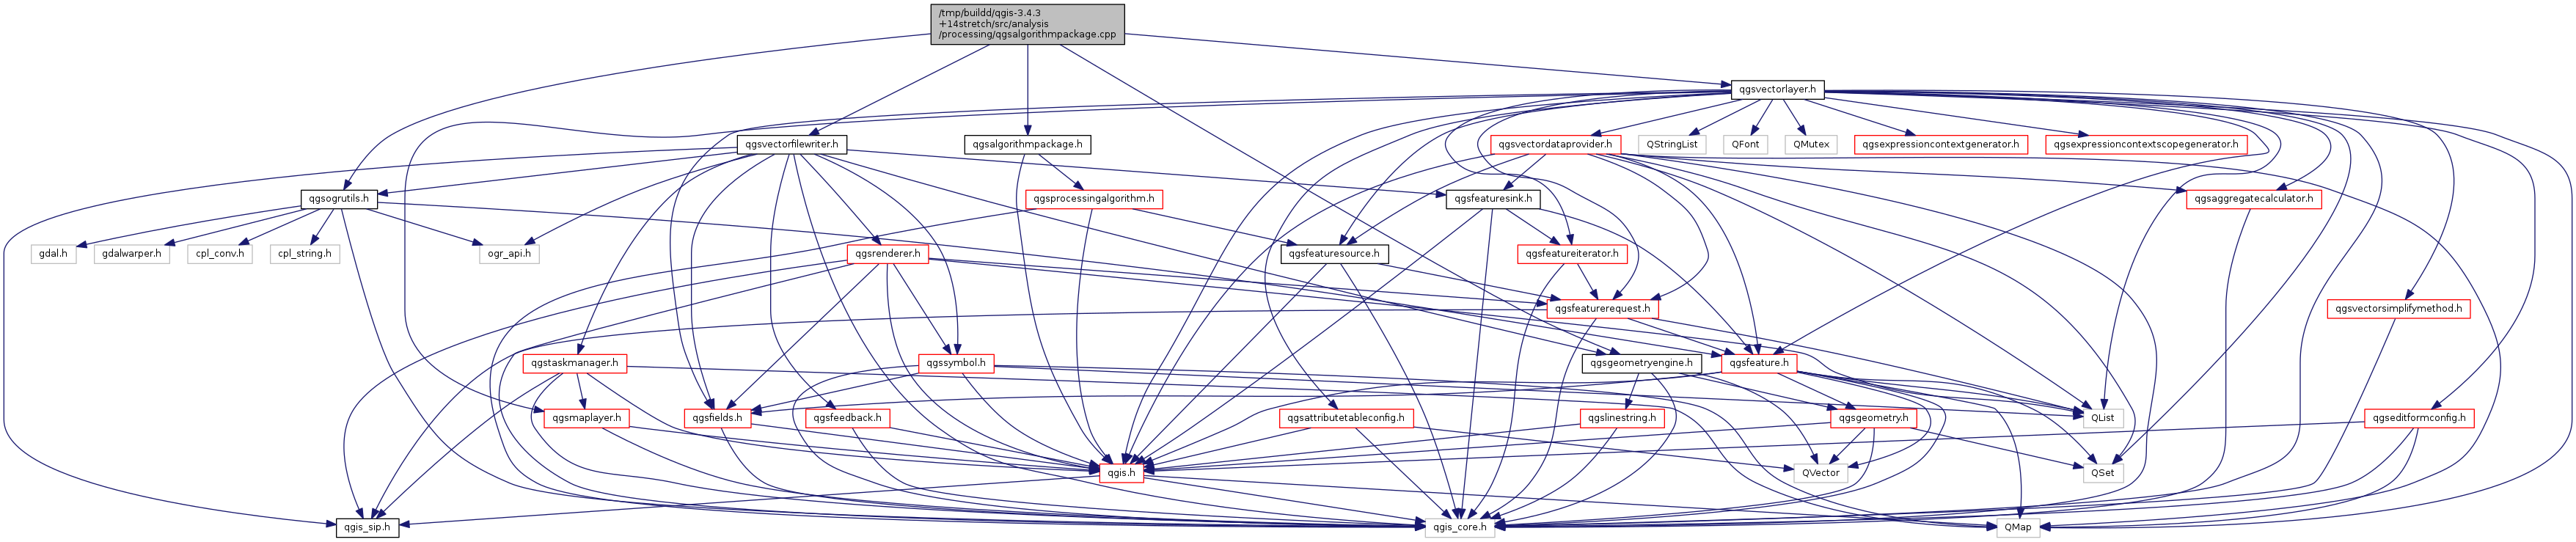 /tmp/buildd/qgis-3.4.3
+14stretch/src/analysis
/processing/qgsalgorithmpackage.cpp
qgsvectorlayer.h
qgsvectorfilewriter.h
qgsalgorithmpackage.h
qgsvectordataprovider.h
QStringList
QFont
QMutex
qgsexpressioncontextgenerator.h
qgsexpressioncontextscopegenerator.h
qgsogrutils.h
qgsprocessingalgorithm.h
qgsfeaturesink.h
qgsaggregatecalculator.h
gdal.h
gdalwarper.h
cpl_conv.h
cpl_string.h
ogr_api.h
qgsrenderer.h
qgsfeaturesource.h
qgsfeatureiterator.h
qgsfeaturerequest.h
qgsvectorsimplifymethod.h
qgstaskmanager.h
qgssymbol.h
qgsgeometryengine.h
qgsfeature.h
qgsmaplayer.h
qgsfields.h
qgsfeedback.h
qgsattributetableconfig.h
qgslinestring.h
qgsgeometry.h
QList
qgseditformconfig.h
qgis.h
QVector
QSet
qgis_sip.h
qgis_core.h
QMap